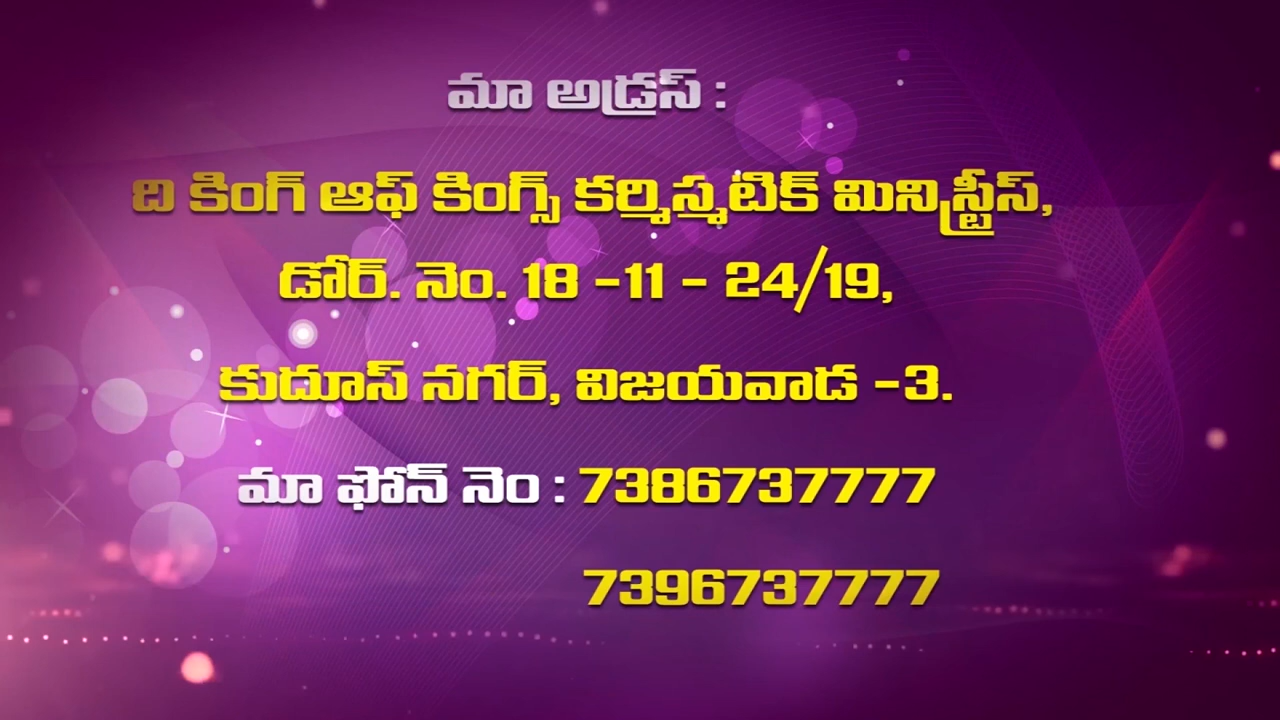 మా అడ్రస్ :
ది కింగ్ ఆఫ్ కింగ్స్ కర్మిస్మటిక్ మినిస్ట్రీస్,
డోర్. నెం. 18 -11 - 24/19,
కుదూస్ నగర్, విజయవాడ -3.
మా ఫోన్ నెం : 7386737777
7396737777